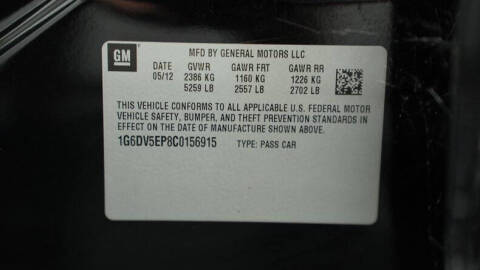 GM
MFD BY GENERAL MOTORS LLC
DATE GVWR GAWR FRT GAWR RR
05/12 2386 KG 1160 KG 1226 KG
5259 LB 2557 LB 2702 LB
THIS VEHICLE CONFORMS TO ALL APPLICABLE U.S. FEDERAL MOTOR
VEHICLE SAFETY, BUMPER, AND THEFT PREVENTION STANDARDS IN
EFFECT ON THE DATE OF MANUFACTURE SHOWN ABOVE.
1G6DV5EP8C0156915 TYPE: PASS CAR